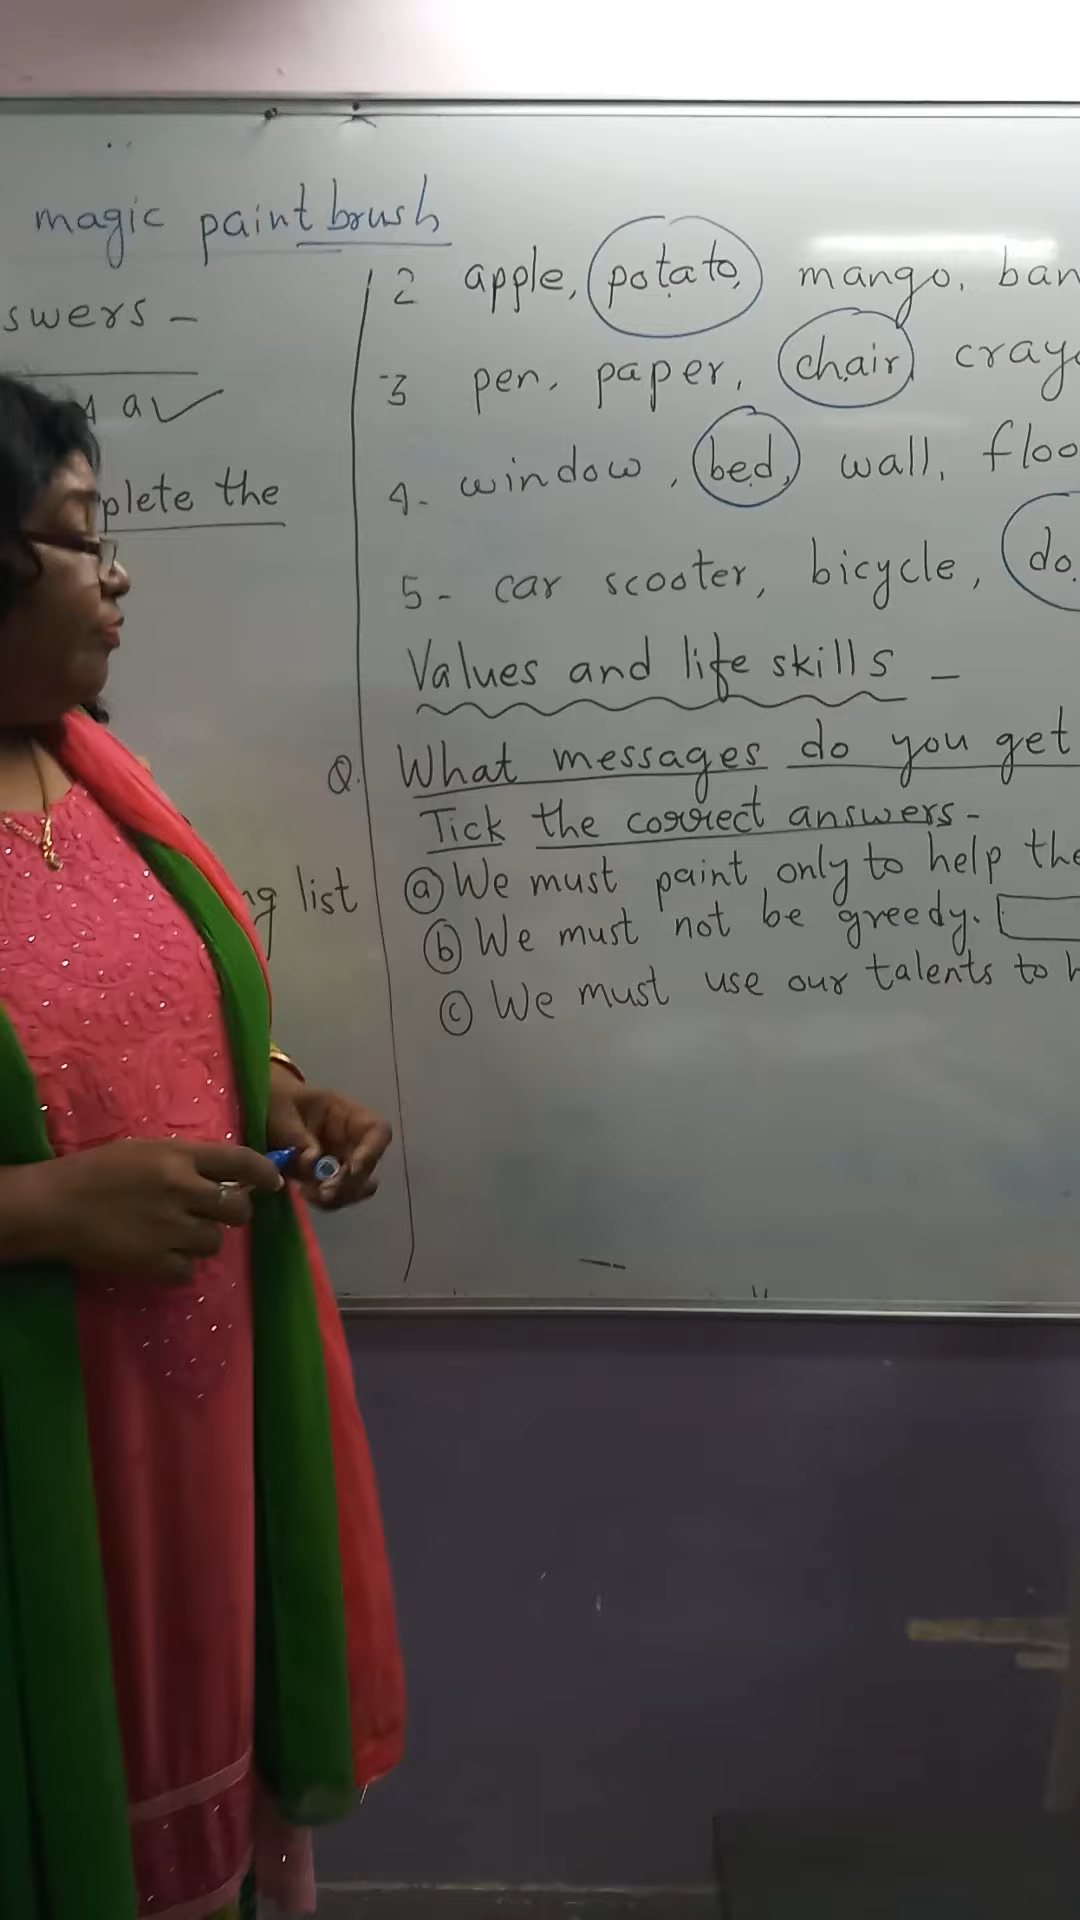 magic paintbrush
swers -
a
plete the
list
2 apple, potato, mango, ban
3 pen, paper, chair, cray
4- window, bed, wall, floo
5- car scooter, bicycle, do
Values and life skills -
Q. What messages do you get
Tick the correct answers-
(a) We must paint only to help the
(b) We must not be greedy.
(c) We must use our talents to h